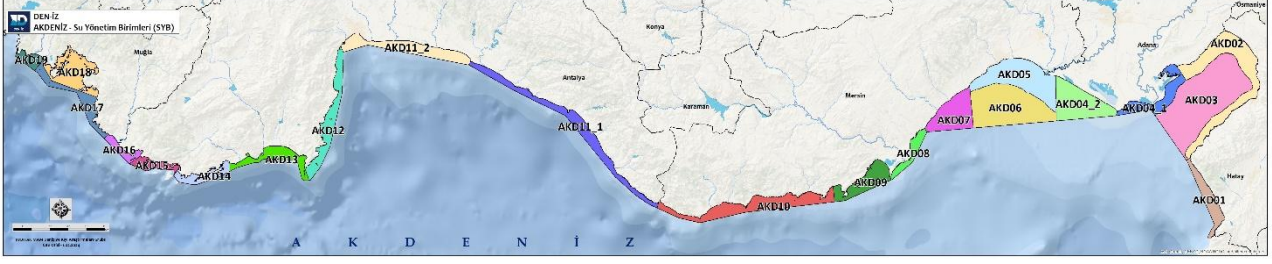 DEN-İZ
AKDENİZ - Su Yönetim Birimleri (SYB)
Osmaniye
Konya
Adana
AKD02
AKD11_2
AKD19
Muğla
AKD18
AKD05
Antalya
Karaman
Mersin
AKD03
AKD17
AKD06
AKD04_2
AKD04_1
AKD07
AKD12
AKD11_1
AKD16
AKD08
AKD13
AKD15
AKD14
AKD09
Hatay
AKD01
AKD10
A K D E N İ Z